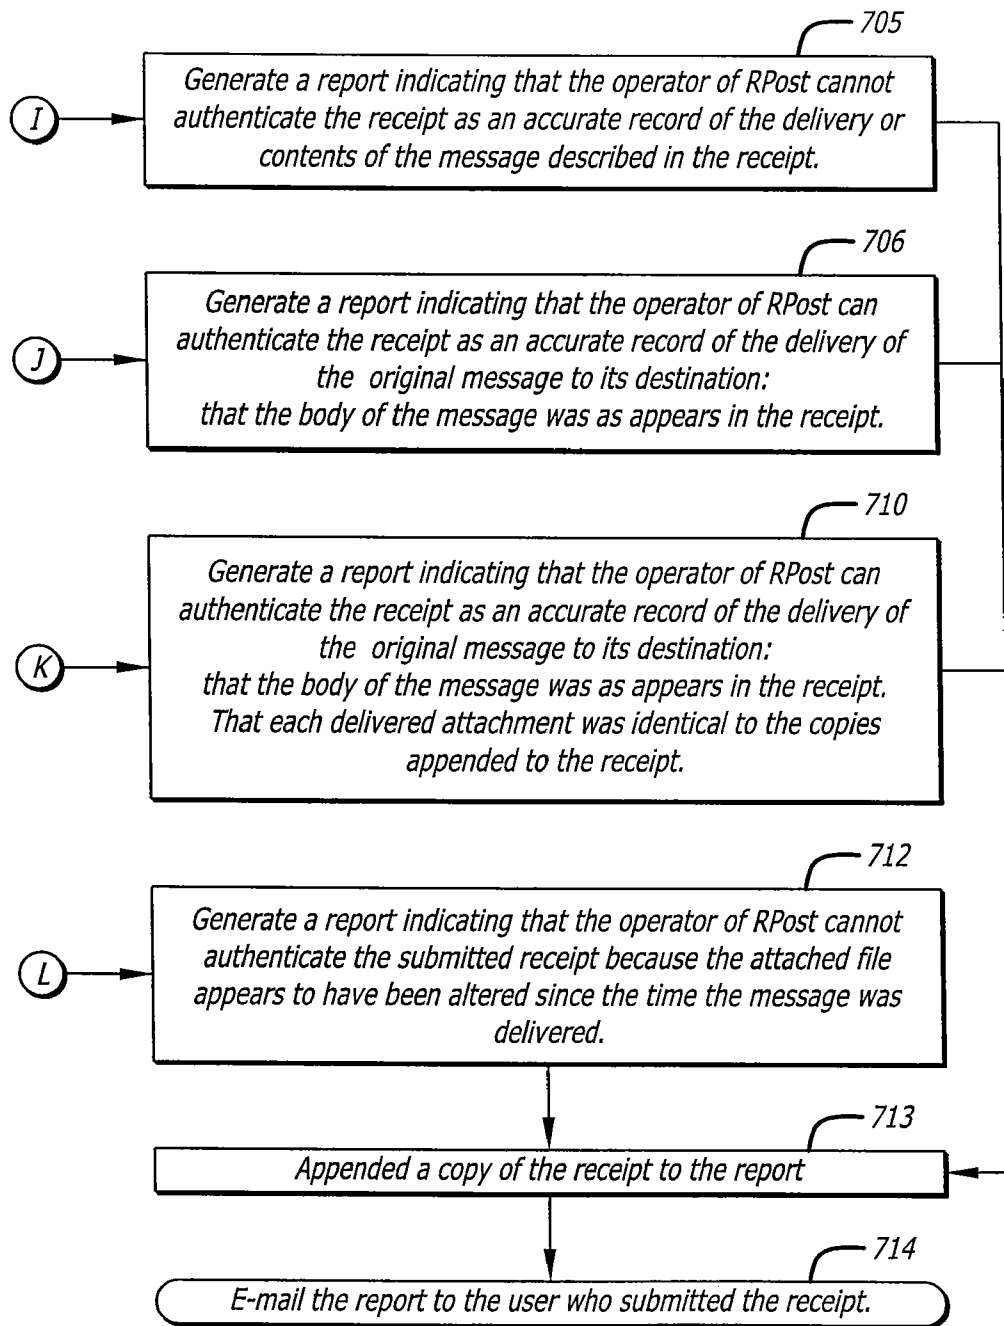 705
Generate a report indicating that the operator of RPost cannot
authenticate the receipt as an accurate record of the delivery or
contents of the message described in the receipt.
I
706
Generate a report indicating that the operator of RPost can
authenticate the receipt as an accurate record of the delivery of
the original message to its destination:
that the body of the message was as appears in the receipt.
J
710
Generate a report indicating that the operator of RPost can
authenticate the receipt as an accurate record of the delivery of
the original message to its destination:
that the body of the message was as appears in the receipt.
That each delivered attachment was identical to the copies
appended to the receipt.
K
712
Generate a report indicating that the operator of RPost cannot
authenticate the submitted receipt because the attached file
appears to have been altered since the time the message was
delivered.
L
713
Appended a copy of the receipt to the report
714
E-mail the report to the user who submitted the receipt.